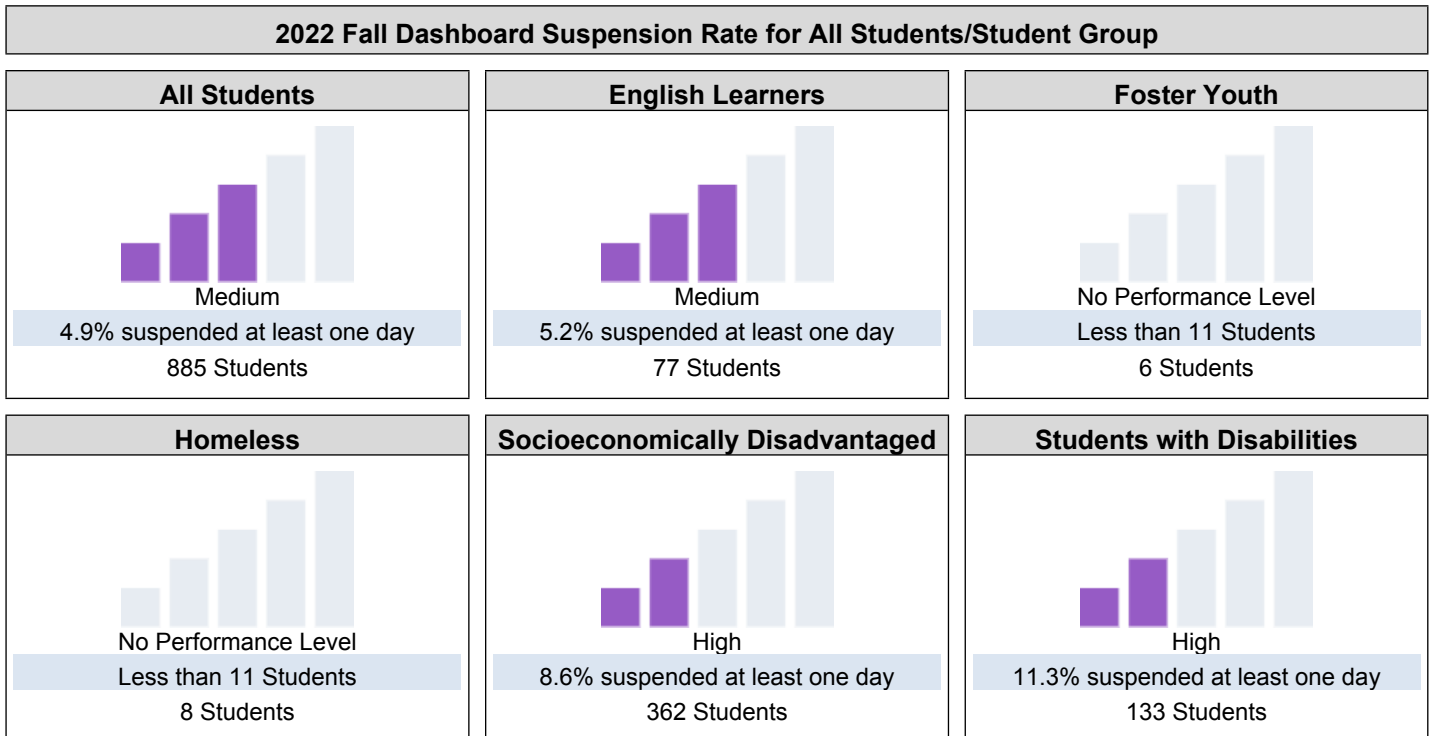 2022 Fall Dashboard Suspension Rate for All Students/Student Group
All Students
Medium
4.9% suspended at least one day
885 Students
English Learners
Medium
5.2% suspended at least one day
77 Students
Foster Youth
No Performance Level
Less than 11 Students
6 Students
Homeless
No Performance Level
Less than 11 Students
8 Students
Socioeconomically Disadvantaged
High
8.6% suspended at least one day
362 Students
Students with Disabilities
High
11.3% suspended at least one day
133 Students